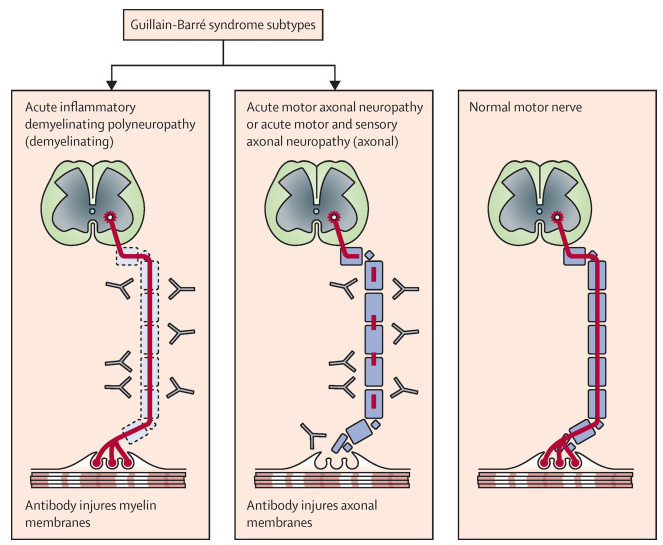 Guillain-Barré syndrome subtypes
Acute inflammatory
demyelinating polyneuropathy
(demyelinating)
Antibody injures myelin
membranes
Acute motor axonal neuropathy
or acute motor and sensory
axonal neuropathy (axonal)
Antibody injures axonal
membranes
Normal motor nerve